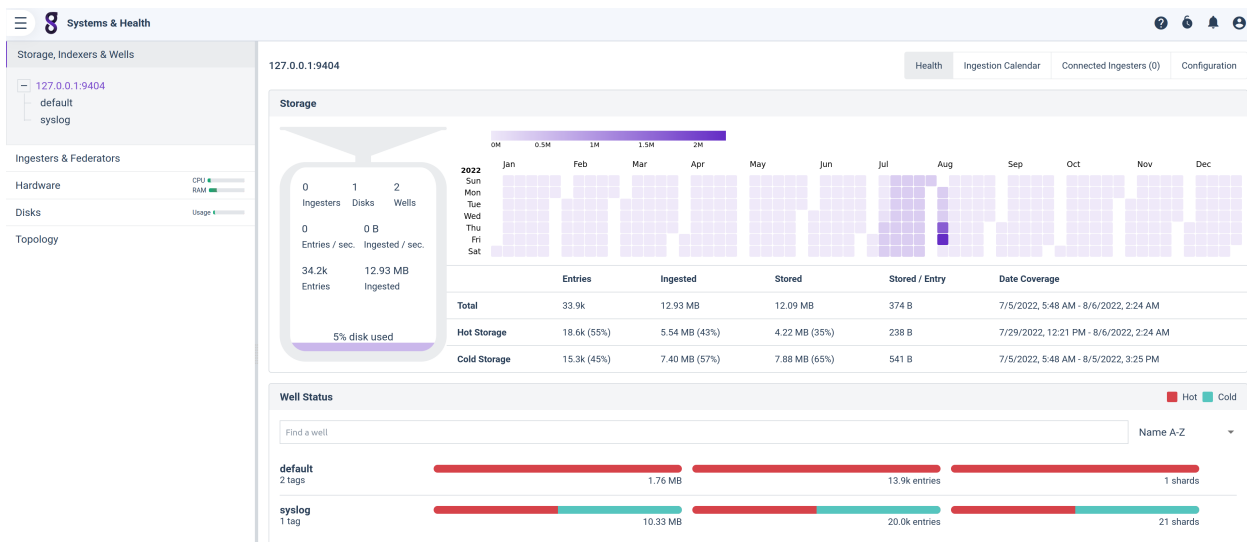 Systems & Health
Storage, Indexers & Wells
127.0.0.1:9404
default
syslog
Ingesters & Federators
Hardware
CPU
RAM
Disks
Usage
Topology
127.0.0.1:9404
Health Ingestion Calendar Connected Ingesters (0) Configuration
Storage
0 1 2
Ingesters Disks Wells
0 0 B
Entries / sec. Ingested / sec.
34.2k 12.93 MB
Entries Ingested
5% disk used
0M 0.5M 1M 1.5M 2M
Jan Feb Mar Apr May Jun Jul Aug Sep Oct Nov Dec
2022
Sun
Mon
Tue
Wed
Thu
Fri
Sat
Entries Ingested Stored Stored / Entry Date Coverage
Total 33.9k 12.93 MB 12.09 MB 374 B 7/5/2022, 5:48 AM - 8/6/2022, 2:24 AM
Hot Storage 18.6k (55%) 5.54 MB (43%) 4.22 MB (35%) 238 B 7/29/2022, 12:21 PM - 8/6/2022, 2:24 AM
Cold Storage 15.3k (45%) 7.40 MB (57%) 7.88 MB (65%) 541 B 7/5/2022, 5:48 AM - 8/5/2022, 3:25 PM
Well Status
Hot Cold
Find a well
Name A-Z
default
2 tags 1.76 MB 13.9k entries 1 shards
syslog
1 tag 10.33 MB 20.0k entries 21 shards